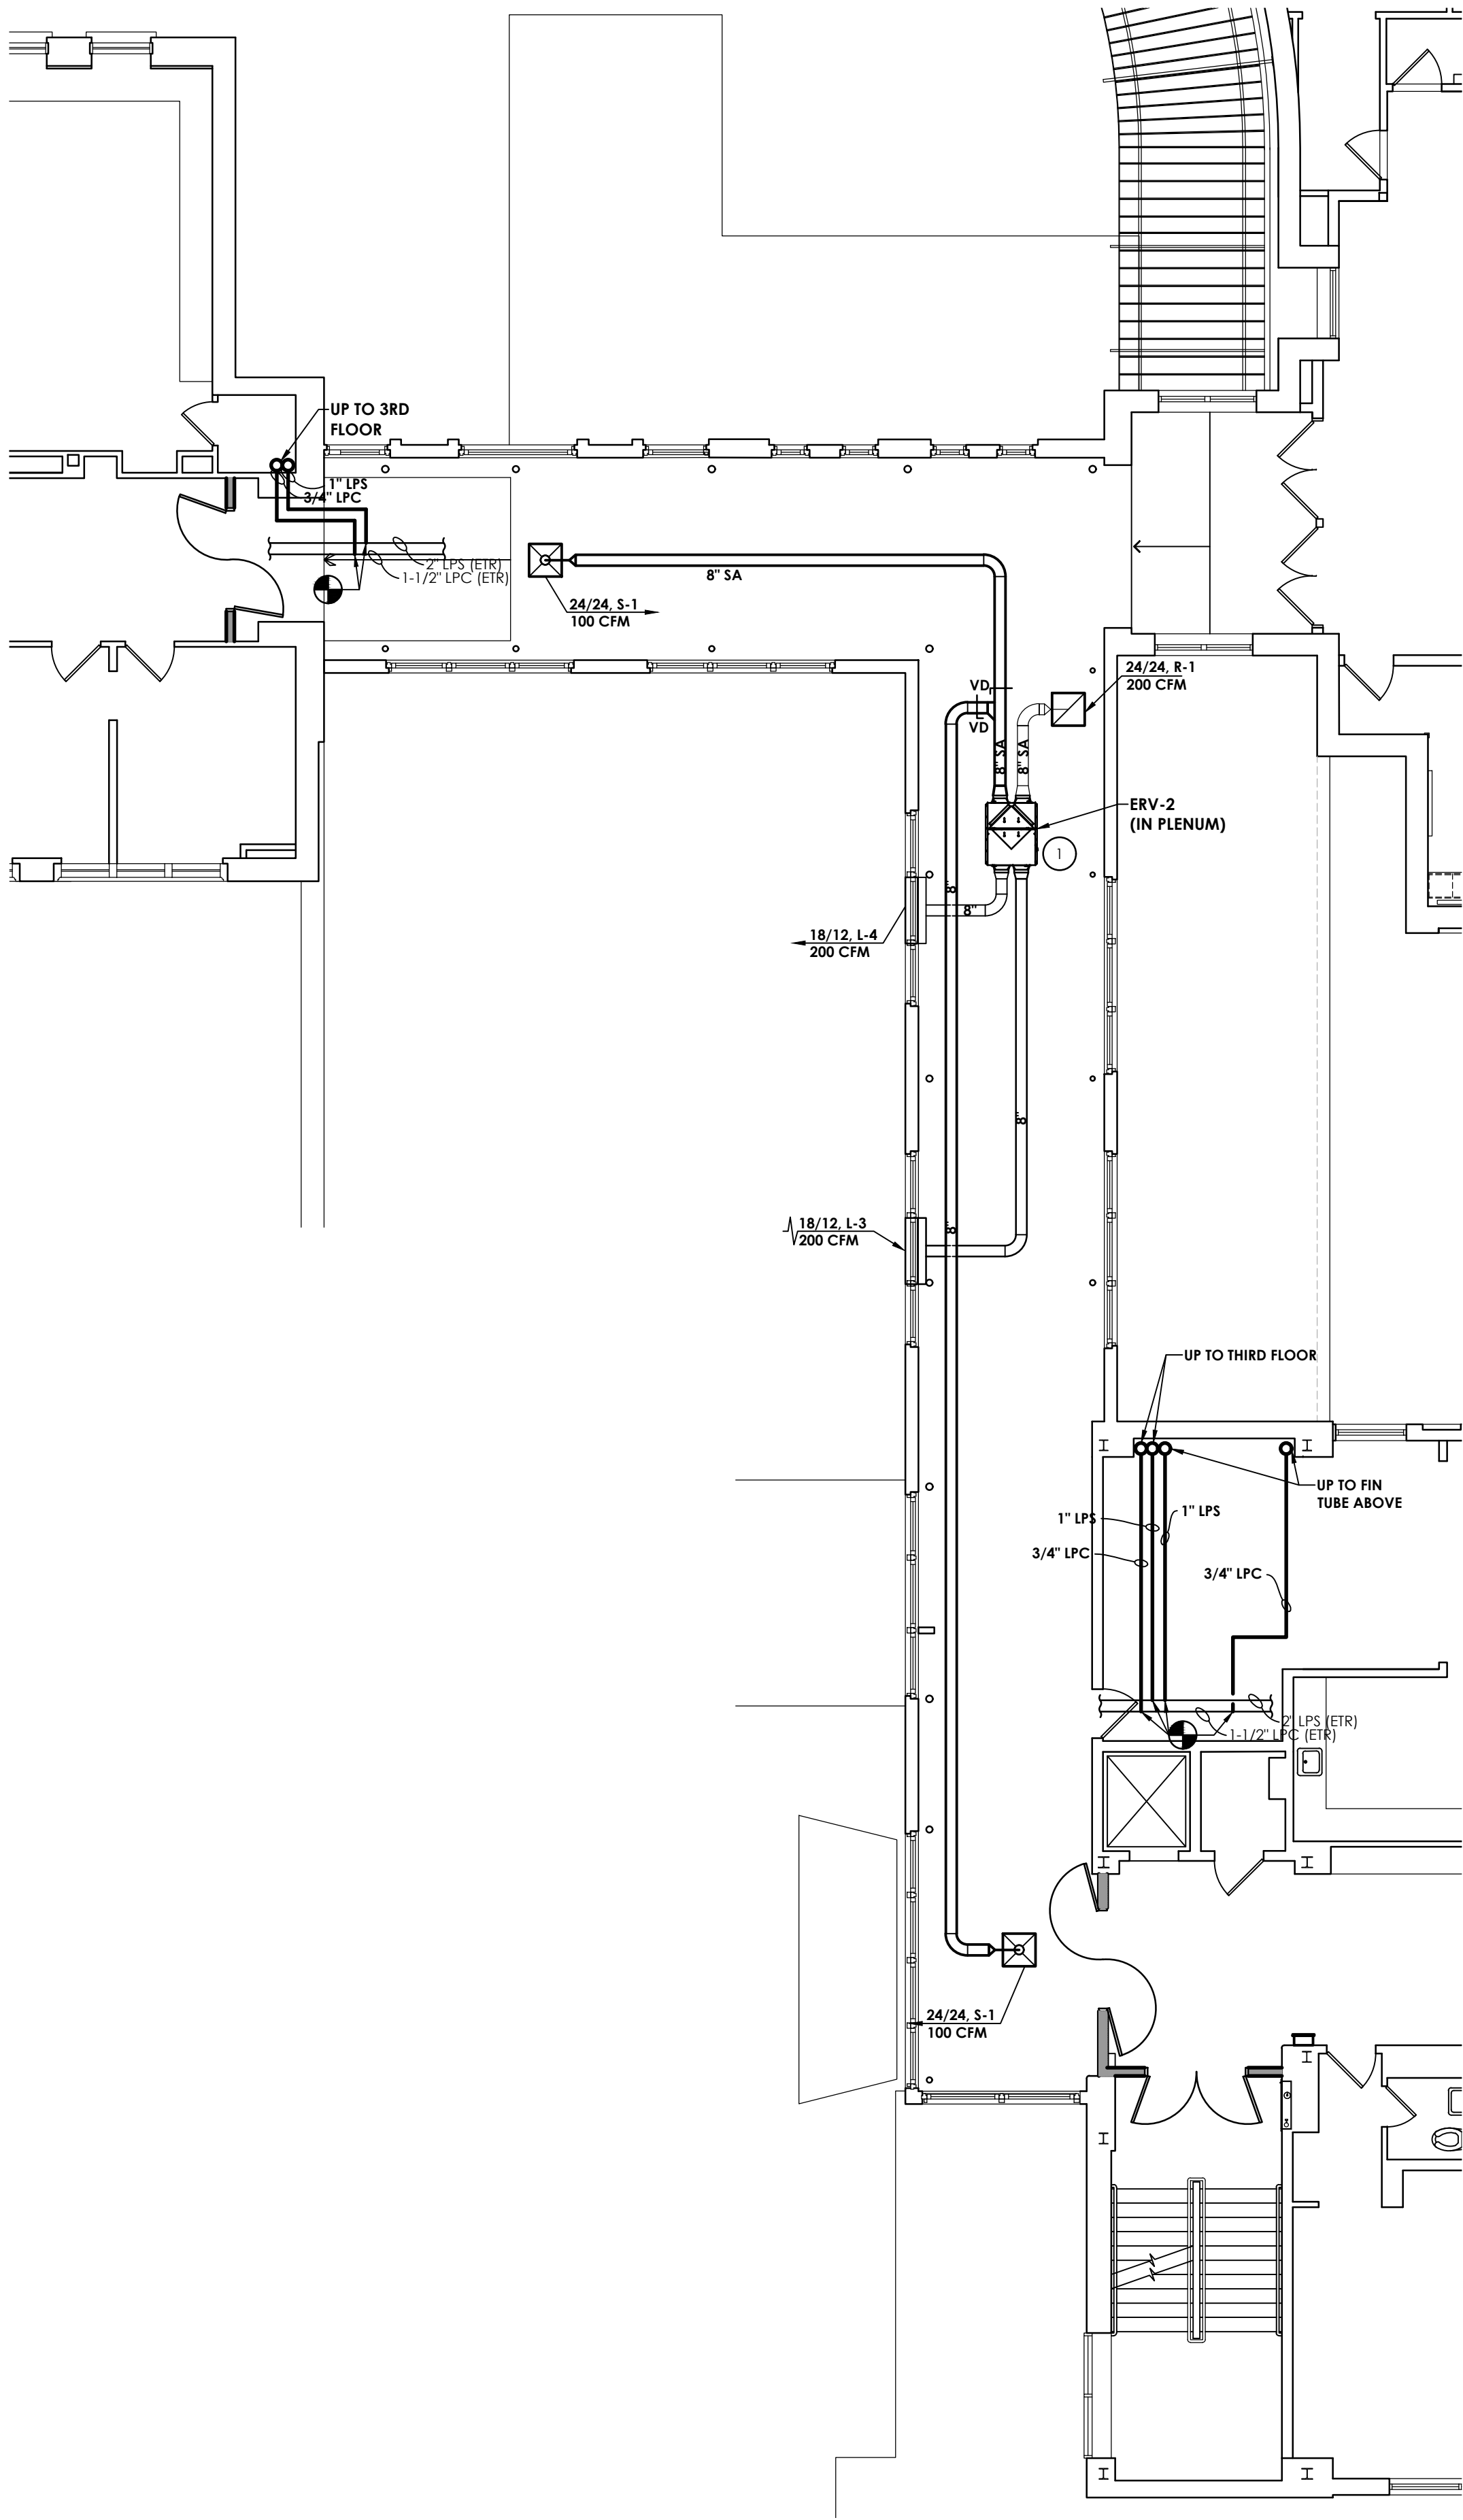 UP TO 3RD
FLOOR
1" LPS
3/4" LPC
2" LPS (ETR)
1-1/2" LPC (ETR)
8" SA
24/24, S-1
100 CFM
24/24, R-1
200 CFM
VD
VD
8" SA
8" SA
ERV-2
(IN PLENUM)
1
8"
8"
18/12, L-4
200 CFM
8"
18/12, L-3
200 CFM
8"
UP TO THIRD FLOOR
UP TO FIN
TUBE ABOVE
1" LPS
1" LPS
3/4" LPC
3/4" LPC
2" LPS (ETR)
1-1/2" LPC (ETR)
24/24, S-1
100 CFM